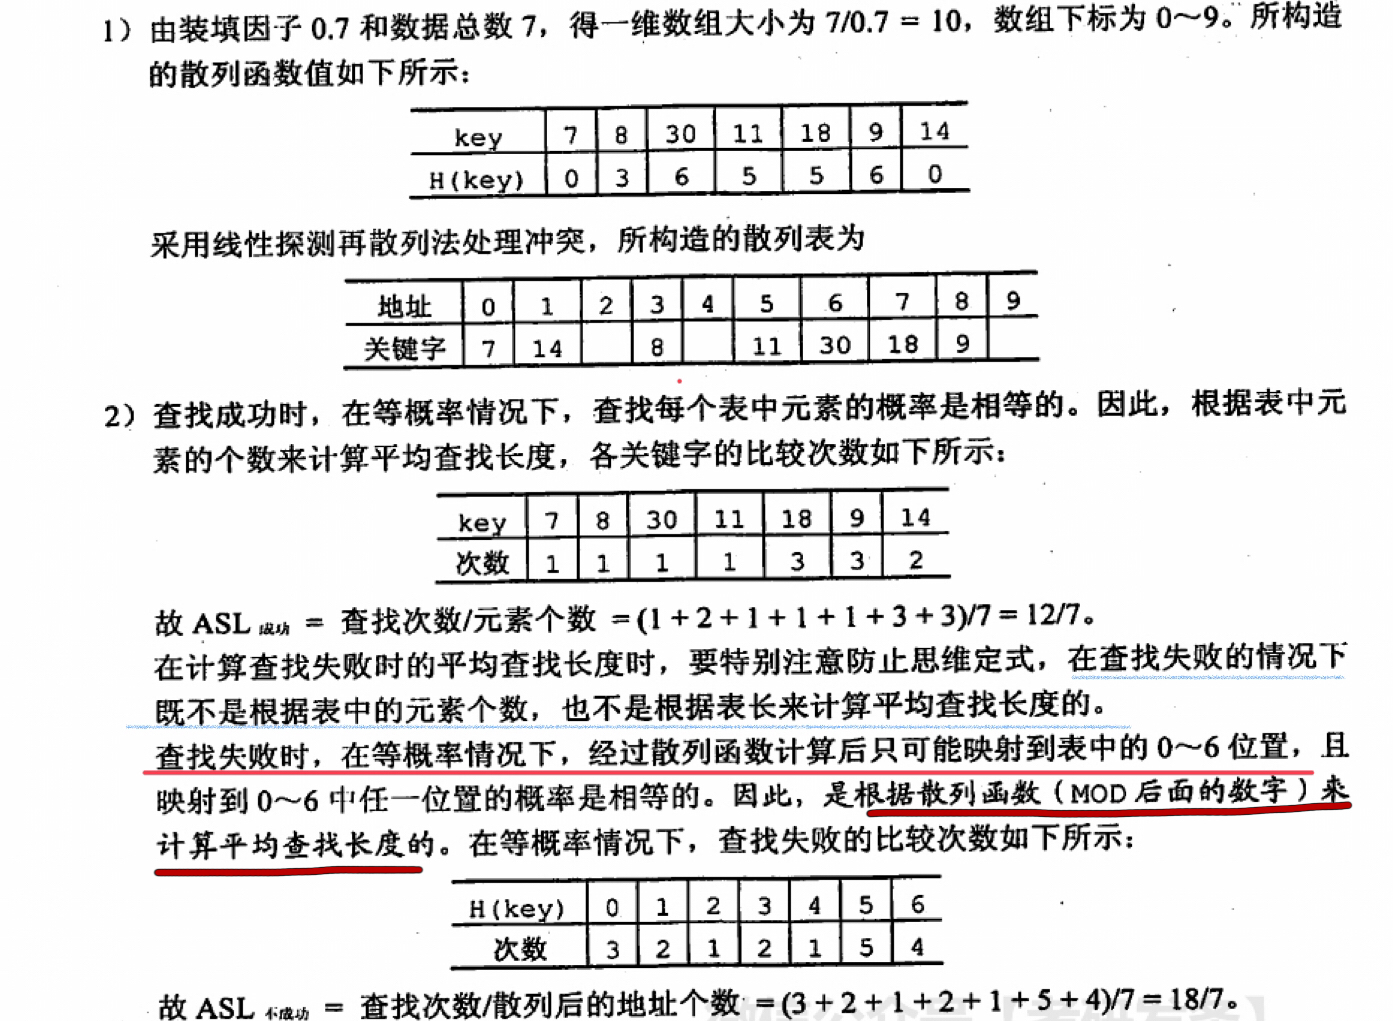 1）由装填因子 0.7 和数据总数 7，得一维数组大小为 7/0.7 = 10，数组下标为 0～9。所构造
的散列函数值如下所示：
key 7 8 30 11 18 9 14
H(key) 0 3 6 5 5 6 0
采用线性探测再散列法处理冲突，所构造的散列表为
地址 0 1 2 3 4 5 6 7 8 9
关键字 7 14 8 11 30 18 9
2）查找成功时，在等概率情况下，查找每个表中元素的概率是相等的。因此，根据表中元
素的个数来计算平均查找长度，各关键字的比较次数如下所示：
key 7 8 30 11 18 9 14
次数 1 1 1 1 3 3 2
故 ASL成功 = 查找次数/元素个数 =(1+2+1+1+1+3+3)/7=12/7。
在计算查找失败时的平均查找长度时，要特别注意防止思维定式，在查找失败的情况下
既不是根据表中的元素个数，也不是根据表长来计算平均查找长度的。
查找失败时，在等概率情况下，经过散列函数计算后只可能映射到表中的 0～6 位置，且
映射到 0～6 中任一位置的概率是相等的。因此，是根据散列函数（MOD 后面的数字）来
计算平均查找长度的。在等概率情况下，查找失败的比较次数如下所示：
H(key) 0 1 2 3 4 5 6
次数 3 2 1 2 1 5 4
故 ASL不成功 = 查找次数/散列后的地址个数 =(3+2+1+2+1+5+4)/7=18/7。